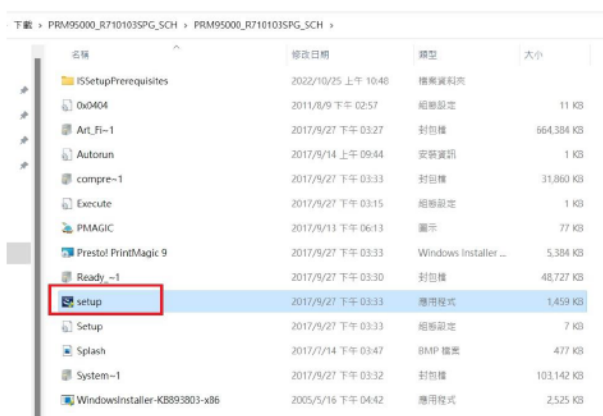 下載 > PRM95000_R710103SPG_SCH > PRM95000_R710103SPG_SCH >
名稱 修改日期 類型 大小
ISSetupPrerequisites 2022/10/25 上午 10:48 檔案資料夾
0x0404 2011/8/9 下午 02:57 組態設定 11 KB
Art_Fi~1 2017/9/27 下午 03:27 封包檔 664,384 KB
Autorun 2017/9/14 上午 09:44 安裝資訊 1 KB
compre~1 2017/9/27 下午 03:33 封包檔 31,860 KB
Execute 2017/9/27 下午 03:15 組態設定 1 KB
PMAGIC 2017/9/13 下午 06:13 圖示 77 KB
Presto! PrintMagic 9 2017/9/27 下午 03:33 Windows Installer ... 5,384 KB
Ready_~1 2017/9/27 下午 03:30 封包檔 48,727 KB
setup 2017/9/27 下午 03:33 應用程式 1,459 KB
Setup 2017/9/27 下午 03:33 組態設定 7 KB
Splash 2017/7/14 下午 03:47 BMP 檔案 477 KB
System~1 2017/9/27 下午 03:32 封包檔 103,142 KB
WindowsInstaller-KB893803-x86 2005/5/16 下午 04:42 應用程式 2,525 KB